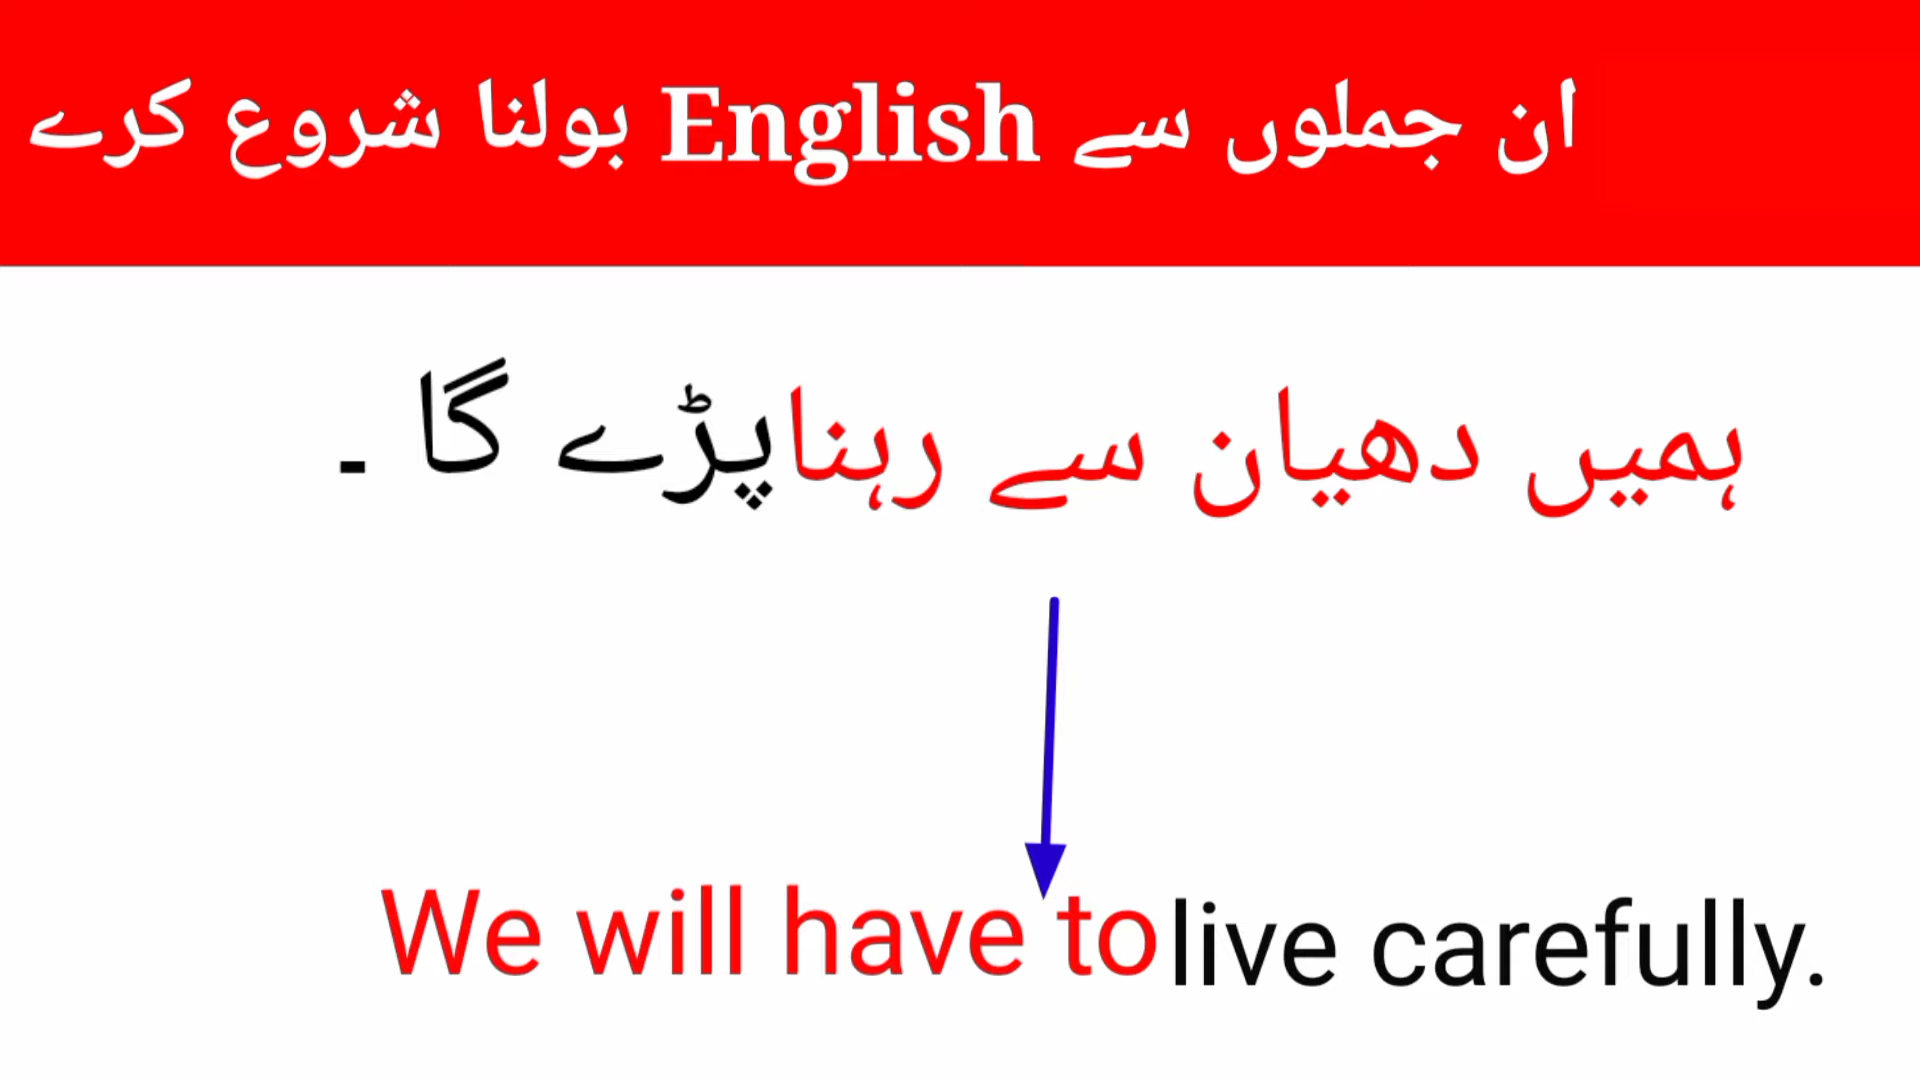 ان جملوں سے English بولنا شروع کرے
ہمیں دھیان سے رہنا پڑے گا ۔
We will have to live carefully.